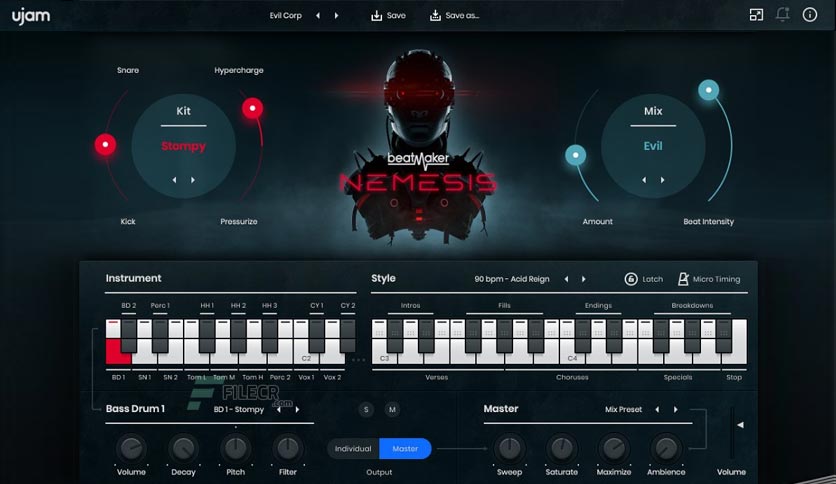 ujam
Evil Corp
Save
Save as...
Snare
Hypercharge
Kit
Mix
Stompy
Evil
beatMaker
NEMESIS
Kick
Pressurize
Amount
Beat Intensity
Instrument
Style
90 bpm - Acid Reign
Latch
Micro Timing
BD 2
Perc 1
HH 1
HH 2
HH 3
CY 1
CY 2
Intros
Fills
Endings
Breakdowns
C2
C3
C4
BD 1
SN 1
SN 2
Tom L
Tom M
Tom H
Perc 2
Vox 1
Vox 2
Verses
Choruses
Specials
Stop
FILECR
.com
Bass Drum 1
BD 1 - Stompy
S
M
Master
Mix Preset
Individual
Master
Volume
Decay
Pitch
Filter
Output
Sweep
Saturate
Maximize
Ambience
Volume